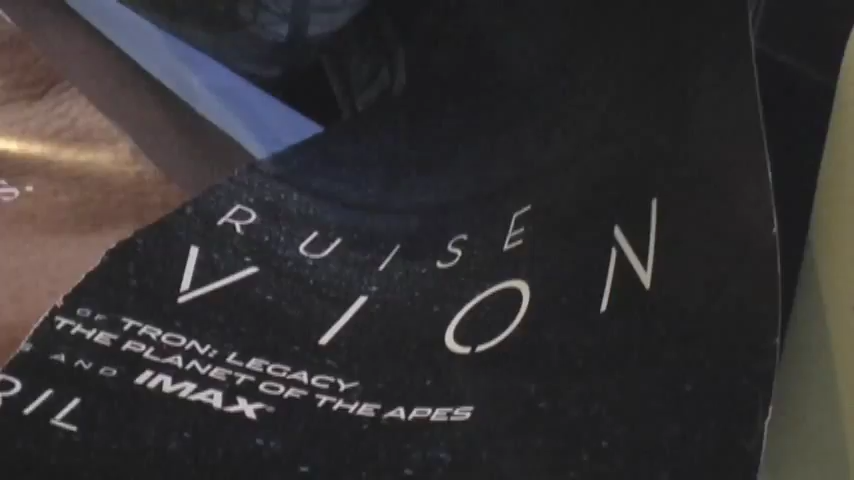 RUISE
VION
OF TRON: LEGACY
THE PLANET OF THE APES
AND IMAX
RIL